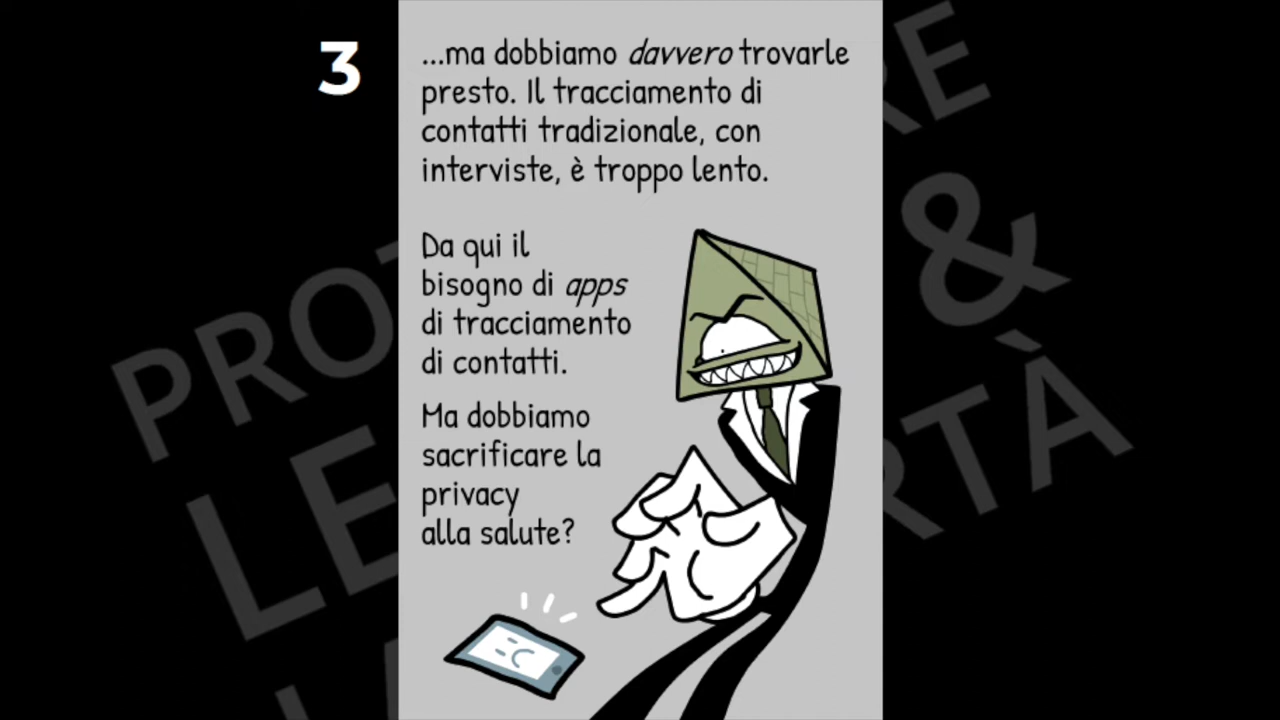 3
...ma dobbiamo davvero trovarle
presto. Il tracciamento di
contatti tradizionale, con
interviste, è troppo lento.
Da qui il
bisogno di apps
di tracciamento
di contatti.
Ma dobbiamo
sacrificare la
privacy
alla salute?
&